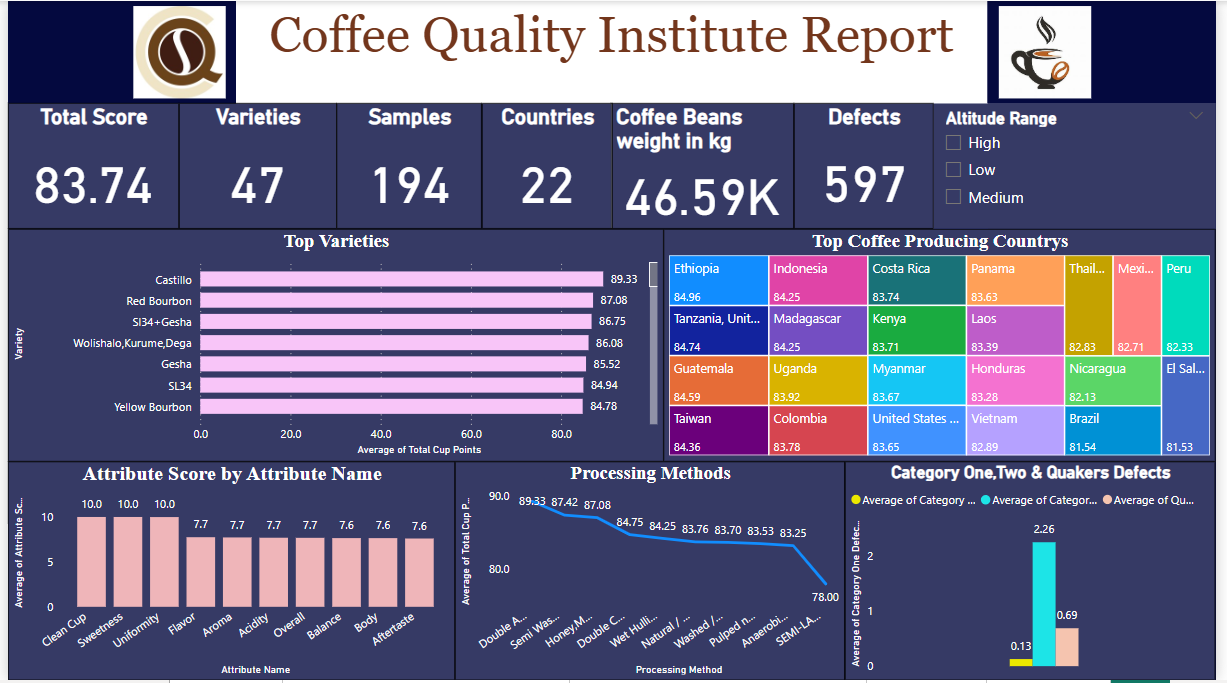 Coffee Quality Institute Report
Total Score
83.74
Varieties
47
Samples
194
Countries
22
Coffee Beans
weight in kg
46.59K
Defects
597
Altitude Range
High
Low
Medium
Top Varieties
Variety
Castillo 89.33
Red Bourbon 87.08
Sl34+Gesha 86.75
Wolishalo,Kurume,Dega 86.08
Gesha 85.52
SL34 84.94
Yellow Bourbon 84.78
0.0 20.0 40.0 60.0 80.0
Average of Total Cup Points
Top Coffee Producing Countrys
Ethiopia
84.96
Tanzania, Unit...
84.74
Guatemala
84.59
Taiwan
84.36
Indonesia
84.25
Madagascar
84.25
Uganda
83.92
Colombia
83.78
Costa Rica
83.74
Kenya
83.71
Myanmar
83.67
United States ...
83.65
Panama
83.63
Laos
83.39
Honduras
83.28
Vietnam
82.89
Thail...
82.83
Mexi...
82.71
Peru
82.33
Nicaragua
82.13
Brazil
81.54
El Sal...
81.53
Attribute Score by Attribute Name
Average of Attribute Sc...
10
5
0
10.0 10.0 10.0 7.7 7.7 7.7 7.7 7.6 7.6 7.6
Clean Cup
Sweetness
Uniformity
Flavor
Aroma
Acidity
Overall
Balance
Body
Aftertaste
Attribute Name
Processing Methods
Average of Total Cup P...
90.0
80.0
89.33 87.42 87.08 84.75 84.25 83.76 83.70 83.53 83.25 78.00
Double A...
Semi Was...
Honey,M...
Double C...
Wet Hulli...
Natural / ...
Washed /...
Pulped n...
Anaerobi...
SEMI-LA...
Processing Method
Category One,Two & Quakers Defects
Average of Category ... Average of Categor... Average of Qu...
Average of Category One Defec...
2
1
0
0.13
2.26
0.69